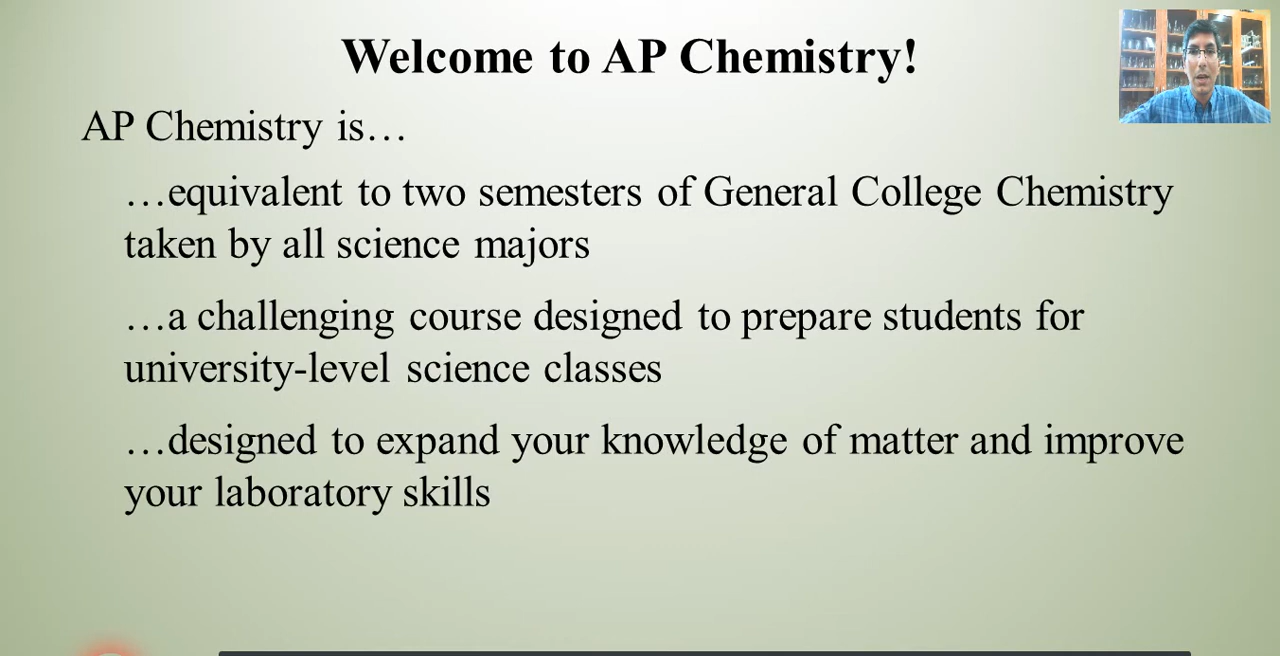 Welcome to AP Chemistry!
AP Chemistry is…
…equivalent to two semesters of General College Chemistry
taken by all science majors
…a challenging course designed to prepare students for
university-level science classes
…designed to expand your knowledge of matter and improve
your laboratory skills